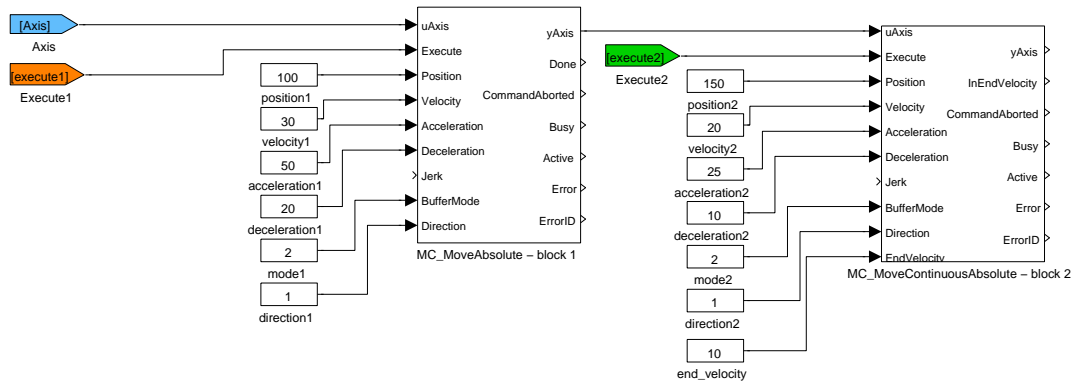 [Axis]
Axis
[execute1]
Execute1
100
position1
30
velocity1
50
acceleration1
20
deceleration1
2
mode1
1
direction1
uAxis
Execute
Position
Velocity
Acceleration
Deceleration
Jerk
BufferMode
Direction
yAxis
Done
CommandAborted
Busy
Active
Error
ErrorID
MC_MoveAbsolute – block 1
[execute2]
Execute2
150
position2
20
velocity2
25
acceleration2
10
deceleration2
2
mode2
1
direction2
10
end_velocity
uAxis
Execute
Position
Velocity
Acceleration
Deceleration
Jerk
BufferMode
Direction
EndVelocity
yAxis
InEndVelocity
CommandAborted
Busy
Active
Error
ErrorID
MC_MoveContinuousAbsolute – block 2